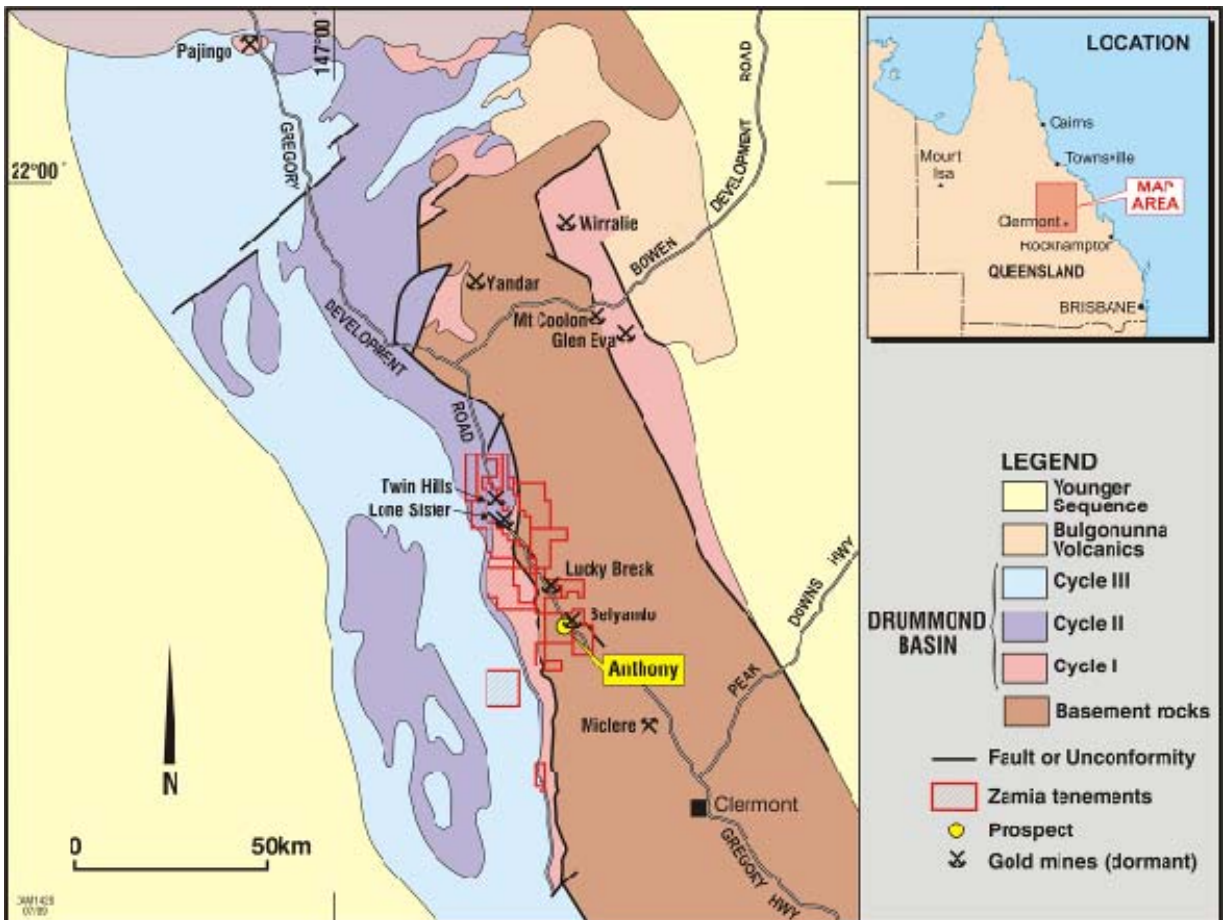 Pajingo
147°00'
LOCATION
22°00'
GREGORY
DEVELOPMENT
ROAD
BOWEN
DEVELOPMENT
ROAD
Wirralie
Yandar
Mt Coolon
Glen Eva
Twin Hills
Lone Sister
Lucky Break
Belyando
Anthony
Miclere
PEAK
DOWNS
HWY
Clermont
GREGORY
HWY
N
0
50km
07/09
Cairns
Townsville
Mount
Isa
MAP
AREA
Clermont
Rockhampton
QUEENSLAND
BRISBANE
LEGEND
Younger
Sequence
Bulgonunna
Volcanics
DRUMMOND
BASIN
Cycle III
Cycle II
Cycle I
Basement rocks
Fault or Unconformity
Zamia tenements
Prospect
Gold mines (dormant)